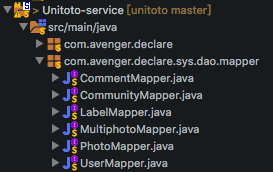 > Unitoto-service [unitoto master]
src/main/java
com.avenger.declare
com.avenger.declare.sys.dao.mapper
CommentMapper.java
CommunityMapper.java
LabelMapper.java
MultiphotoMapper.java
PhotoMapper.java
UserMapper.java